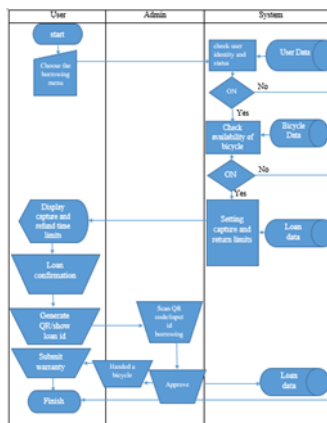 User
Admin
System
start
Choose the
borrowing
menu
check user
identity and
status
User Data
ON
No
Yes
Check
availability of
bicycle
Bicycle
Data
ON
No
Yes
Display
capture and
refund time
limits
Setting
capture and
return limits
Loan
data
Loan
confirmation
Generate
QR/show
loan id
Scan QR
code/input
id
borrowing
Submit
warranty
Handed a
bicycle
Approve
Loan
data
Finish